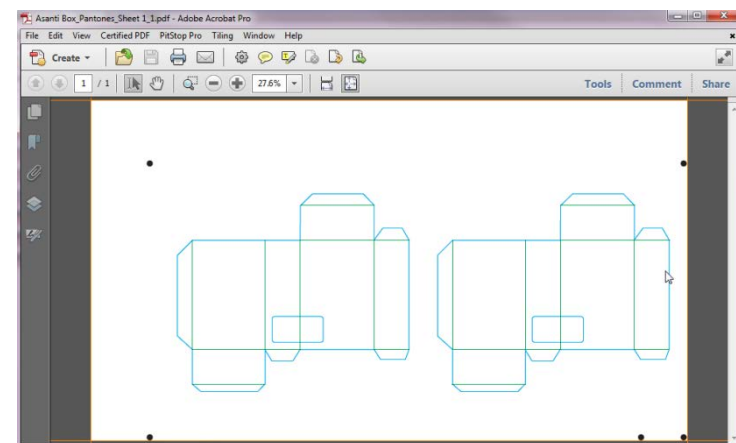 Asanti Box_Pantones_Sheet 1_1.pdf - Adobe Acrobat Pro
File Edit View Certified PDF PitStop Pro Tiling Window Help
Create
1 / 1 27.6% Tools Comment Share